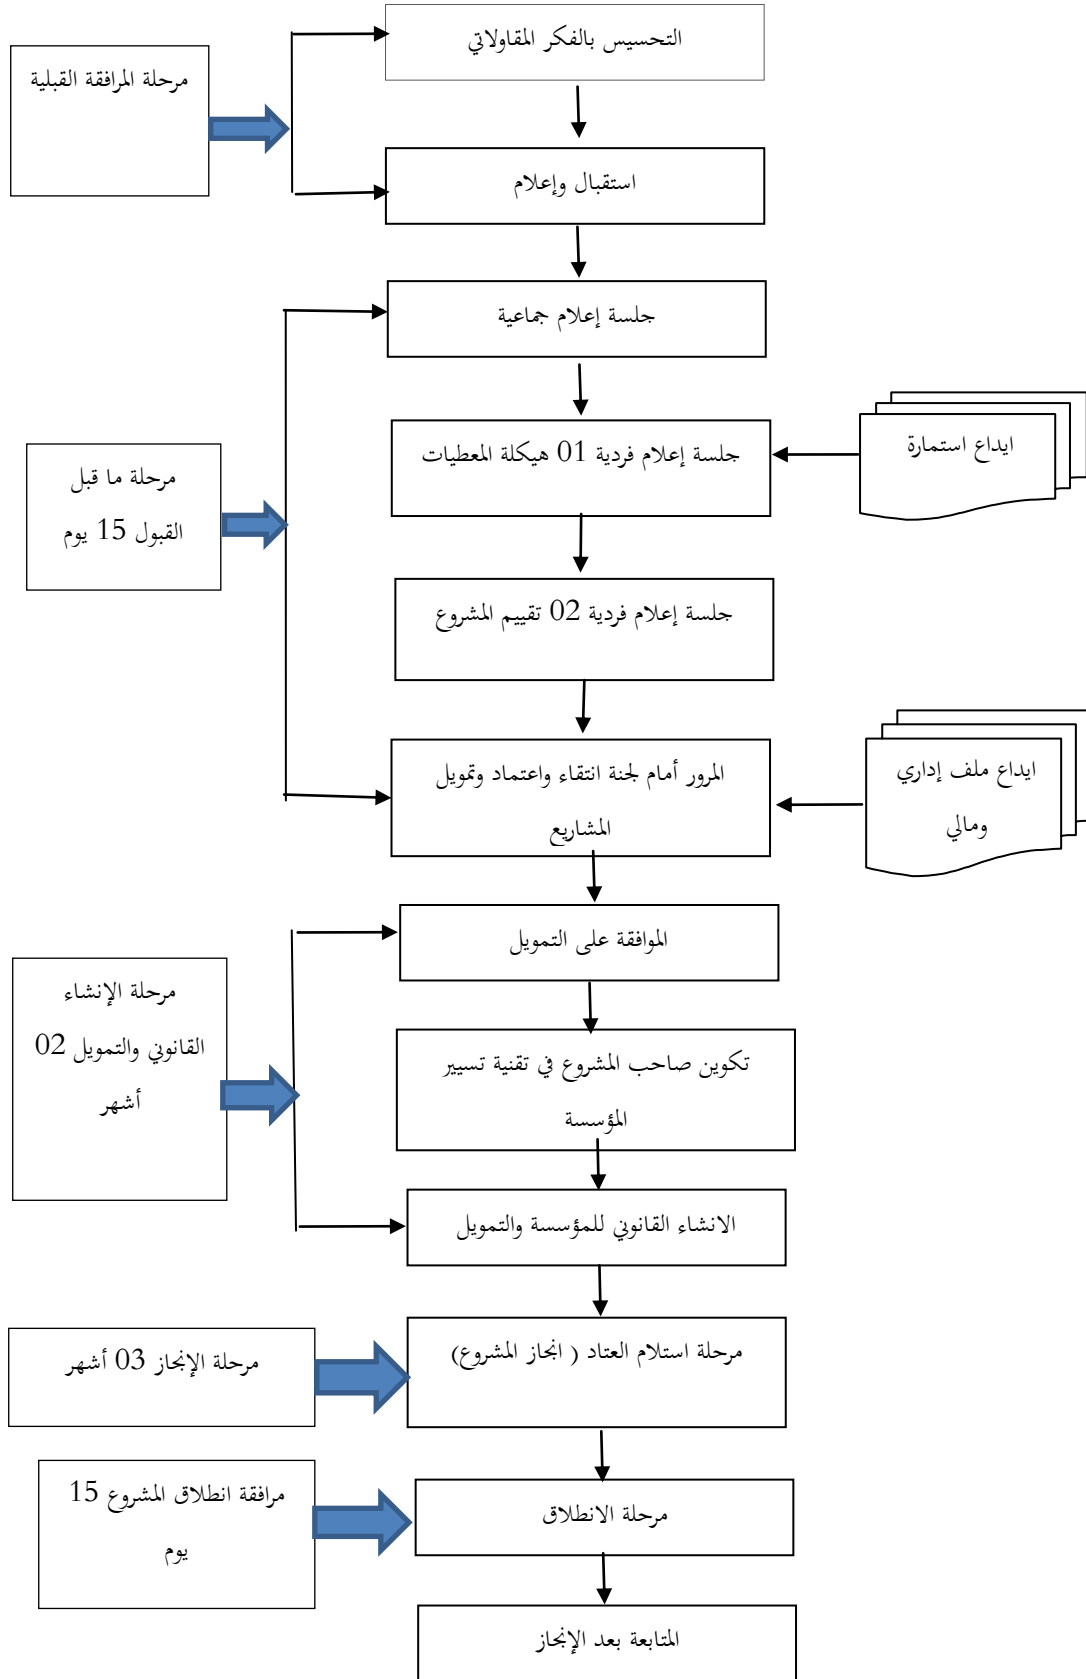 التحسيس بالفكر المقاولاتي
مرحلة المرافقة القبلية
استقبال وإعلام
جلسة إعلام جماعية
جلسة إعلام فردية 01 هيكلة المعطيات
ايداع استمارة
مرحلة ما قبل
القبول 15 يوم
جلسة إعلام فردية 02 تقييم المشروع
المرور أمام لجنة انتقاء واعتماد وتمويل
المشاريع
ايداع ملف إداري
ومالي
الموافقة على التمويل
مرحلة الإنشاء
القانوني والتمويل 02
أشهر
تكوين صاحب المشروع في تقنية تسيير
المؤسسة
الانشاء القانوني للمؤسسة والتمويل
مرحلة استلام العتاد ( انجاز المشروع)
مرحلة الإنجاز 03 أشهر
مرافقة انطلاق المشروع 15
يوم
مرحلة الانطلاق
المتابعة بعد الإنجاز